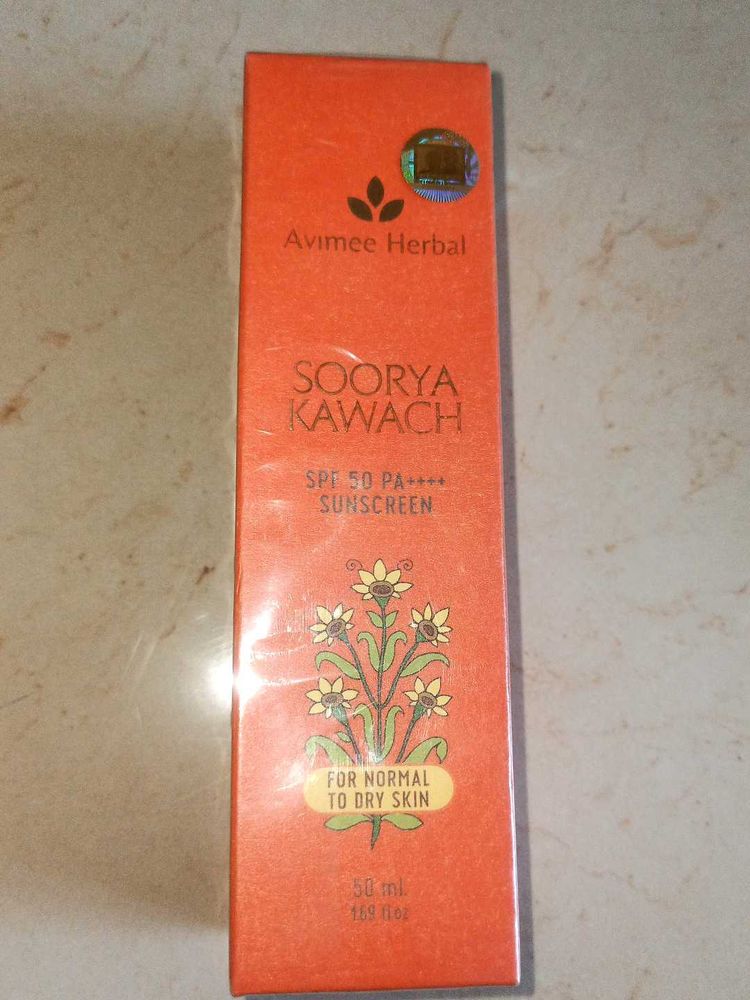 Avimee Herbal
SOORYA
KAWACH
SPF 50 PA++++
SUNSCREEN
FOR NORMAL
TO DRY SKIN
50 ml.
1.69 fl oz